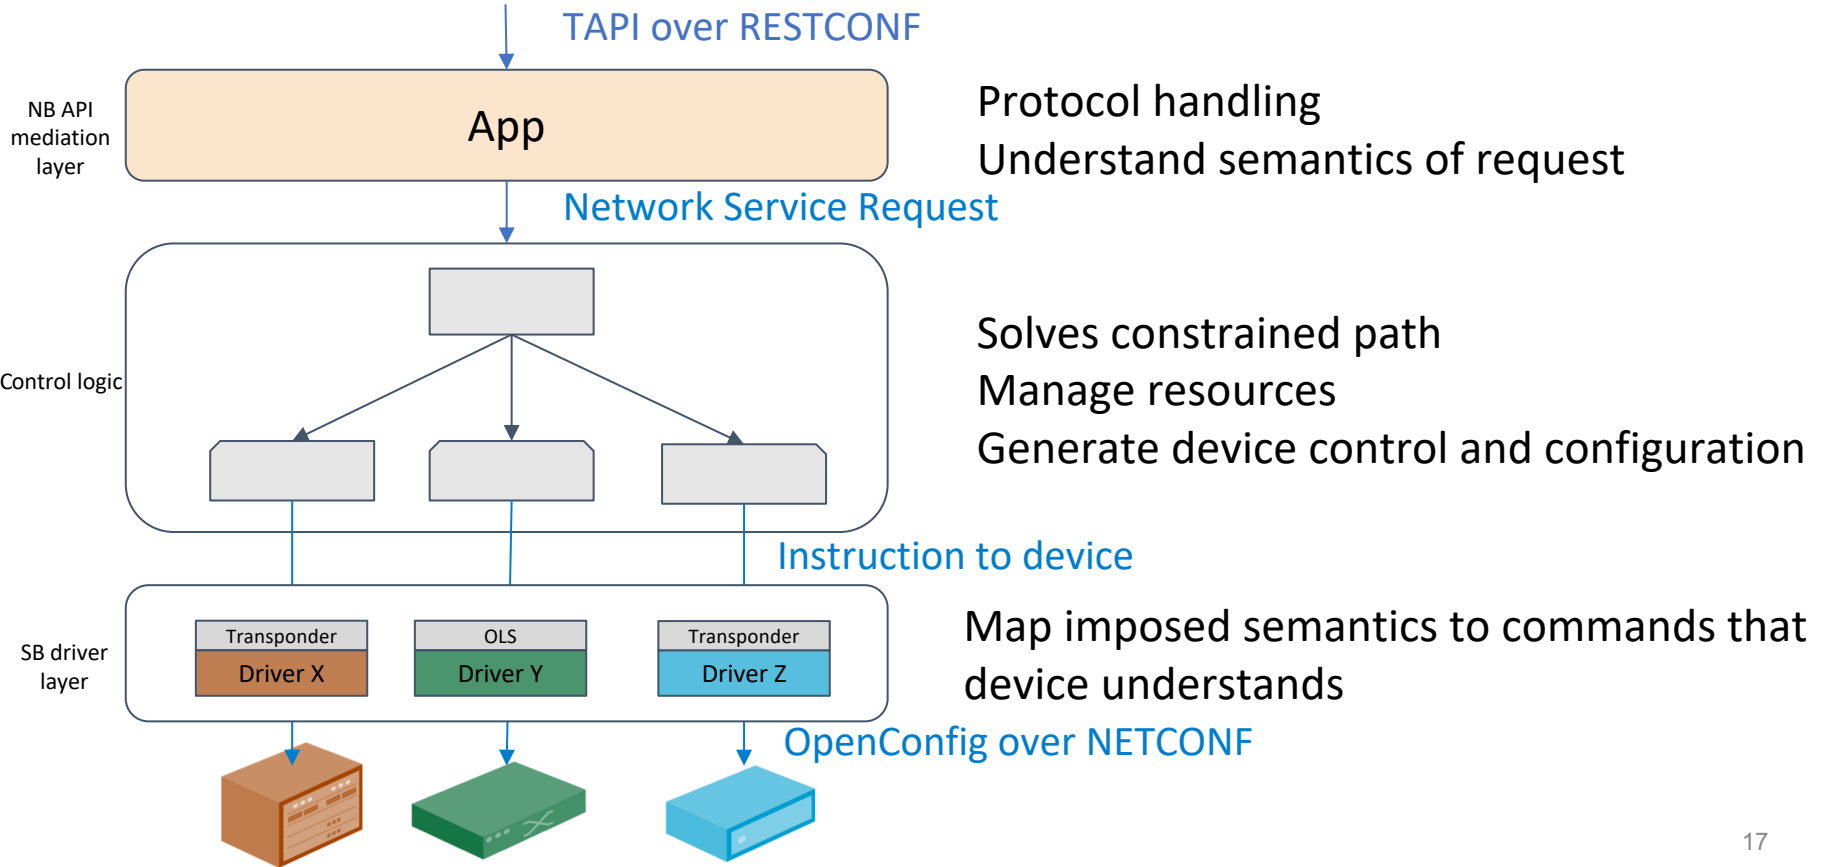 TAPI over RESTCONF
NB API
mediation
layer
App
Protocol handling
Understand semantics of request
Network Service Request
Control logic
Solves constrained path
Manage resources
Generate device control and configuration
Instruction to device
SB driver
layer
Transponder
Driver X
OLS
Driver Y
Transponder
Driver Z
Map imposed semantics to commands that
device understands
OpenConfig over NETCONF
17